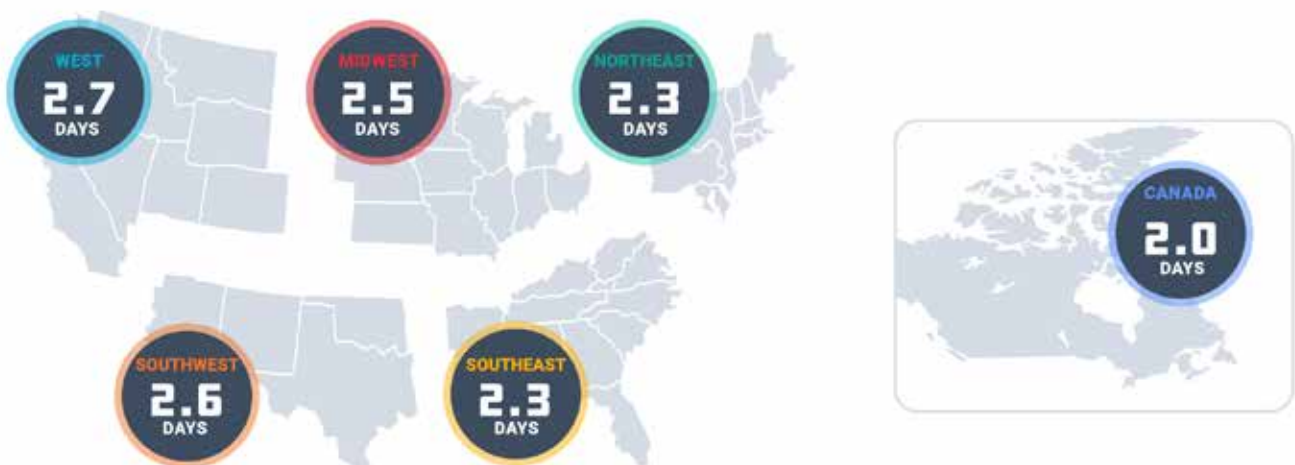 WEST
2.7
DAYS
MIDWEST
2.5
DAYS
NORTHEAST
2.3
DAYS
CANADA
2.0
DAYS
SOUTHWEST
2.6
DAYS
SOUTHEAST
2.3
DAYS